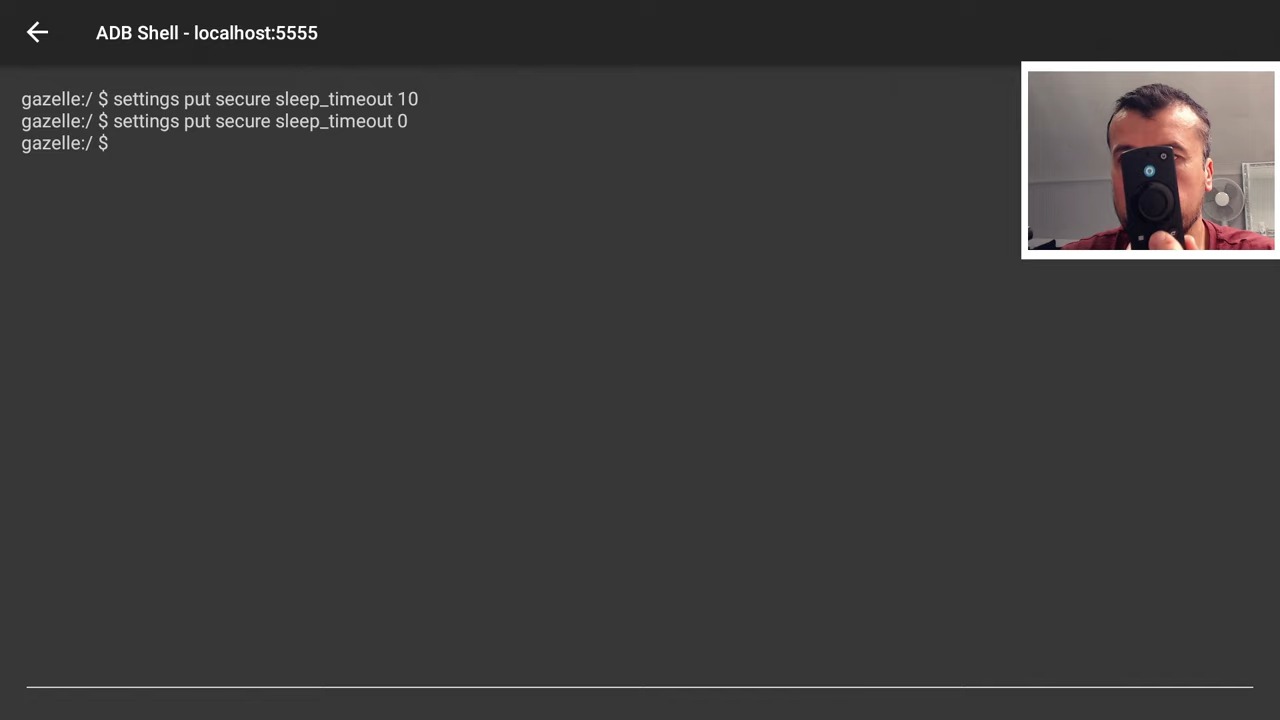 ADB Shell - localhost:5555
gazelle:/ $ settings put secure sleep_timeout 10
gazelle:/ $ settings put secure sleep_timeout 0
gazelle:/ $